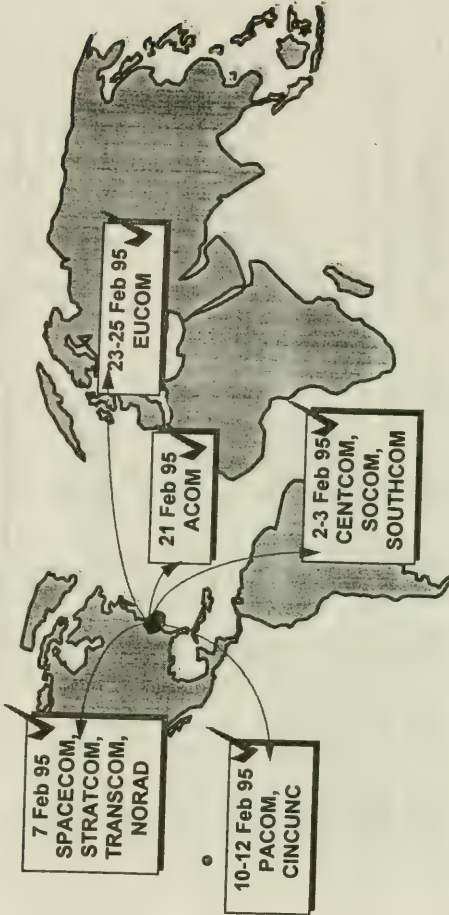 7 Feb 95
SPACECOM,
STRATCOM,
TRANSCOM,
NORAD
10-12 Feb 95
PACOM,
CINCUNC
21 Feb 95
ACOM
23-25 Feb 95
EUCOM
2-3 Feb 95
CENTCOM,
SOCOM,
SOUTHCOM